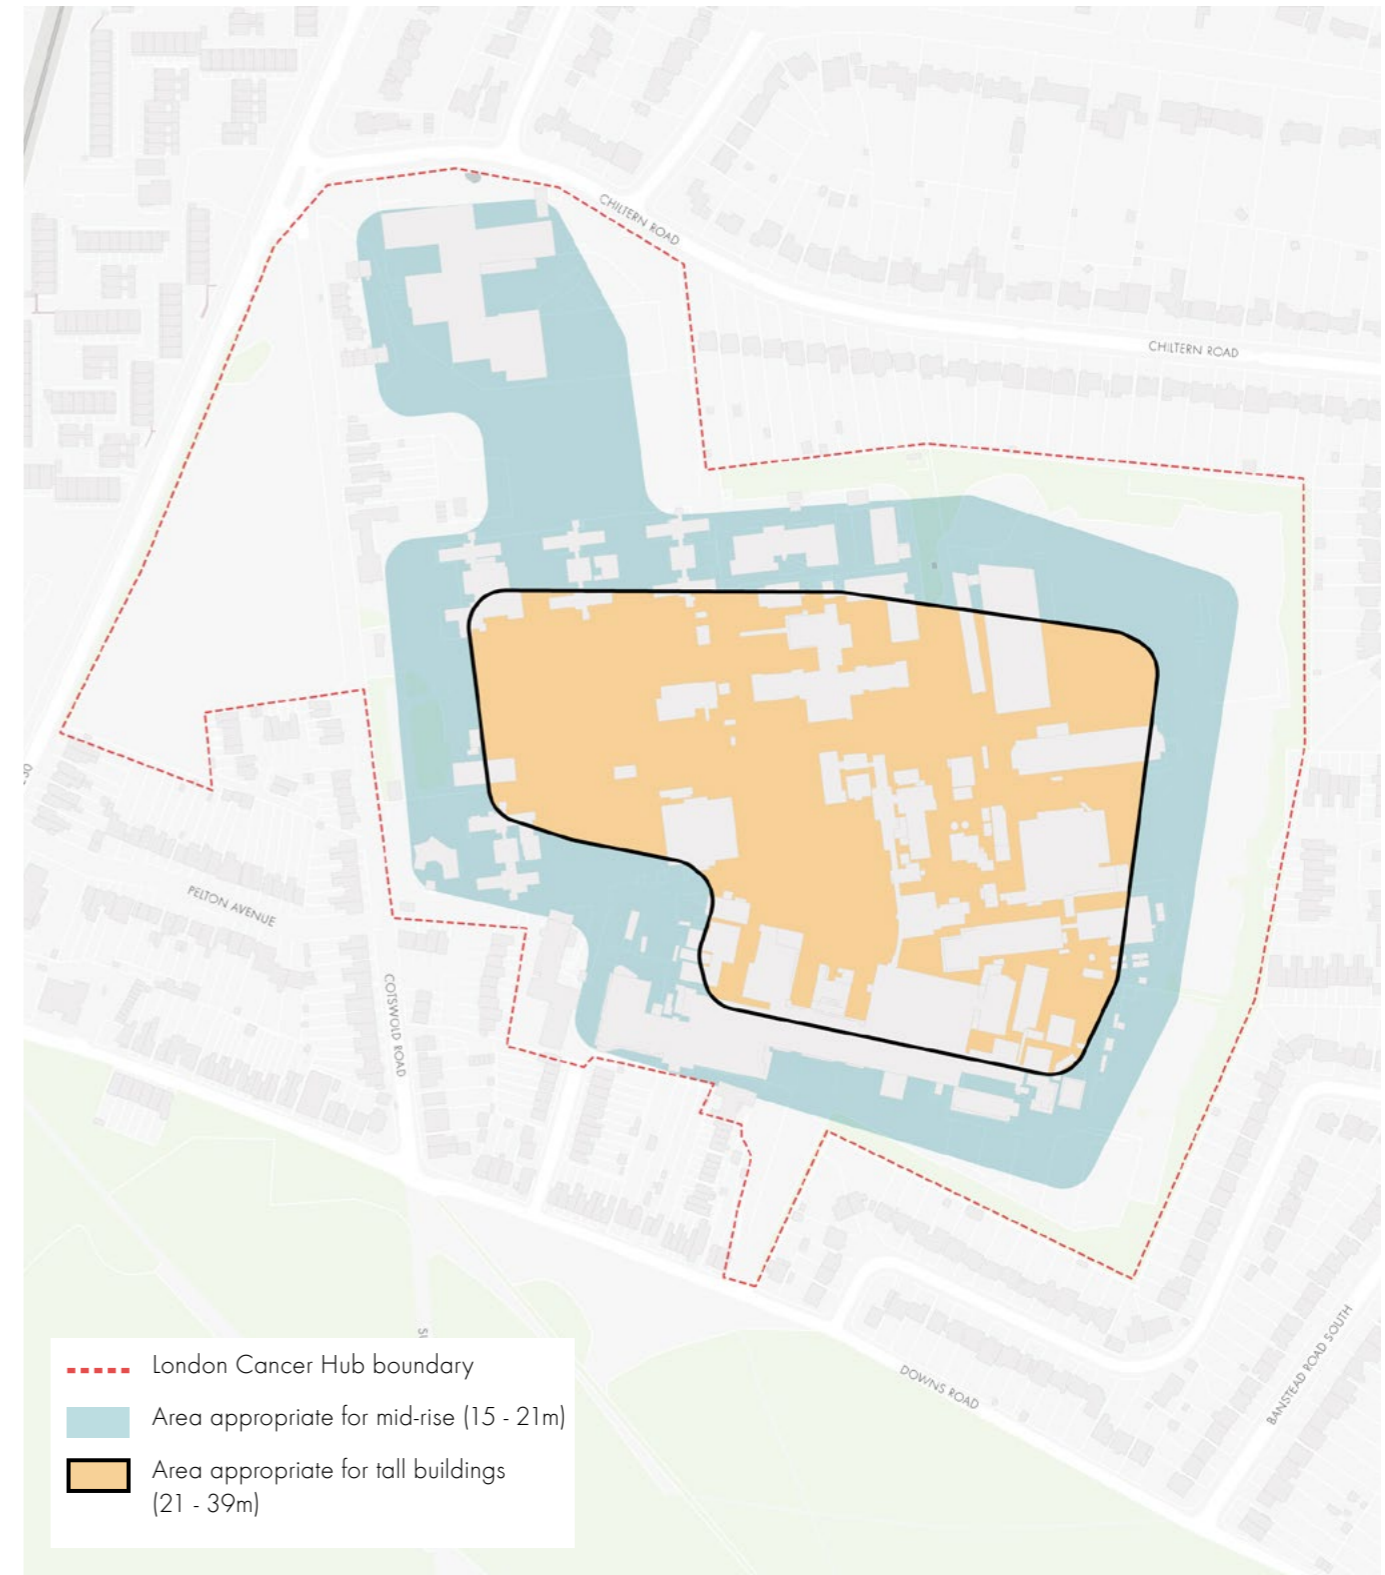 CHILTERN ROAD
CHILTERN ROAD
PELTON AVENUE
COTSWOLD ROAD
DOWNS ROAD
BANSTEAD ROAD SOUTH
London Cancer Hub boundary
Area appropriate for mid-rise (15 - 21m)
Area appropriate for tall buildings
(21 - 39m)